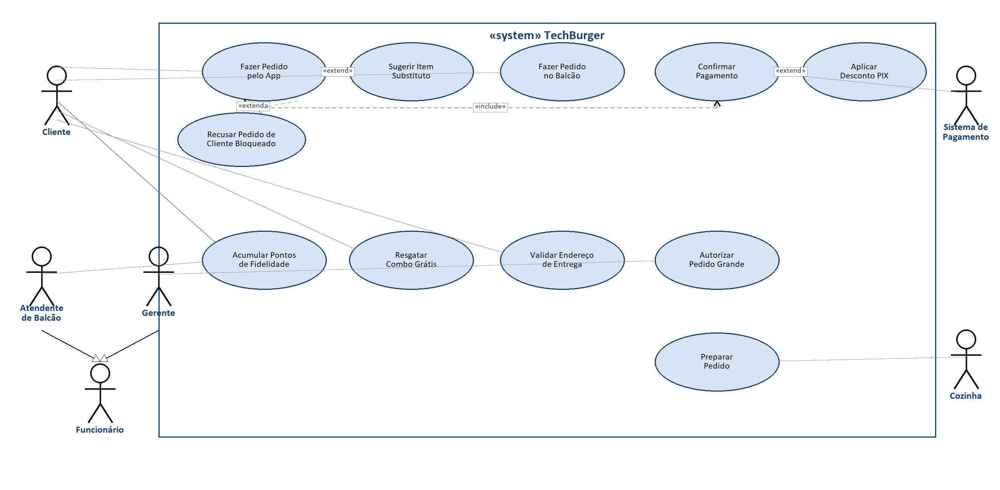 «system» TechBurger
Fazer Pedido
pelo App
«extend»
Sugerir Item
Substituto
Fazer Pedido
no Balcão
Confirmar
Pagamento
«extend»
Aplicar
Desconto PIX
«extend»
«include»
Cliente
Sistema de
Pagamento
Recusar Pedido de
Cliente Bloqueado
Acumular Pontos
de Fidelidade
Resgatar
Combo Grátis
Validar Endereço
de Entrega
Autorizar
Pedido Grande
Atendente
de Balcão
Gerente
Preparar
Pedido
Cozinha
Funcionário